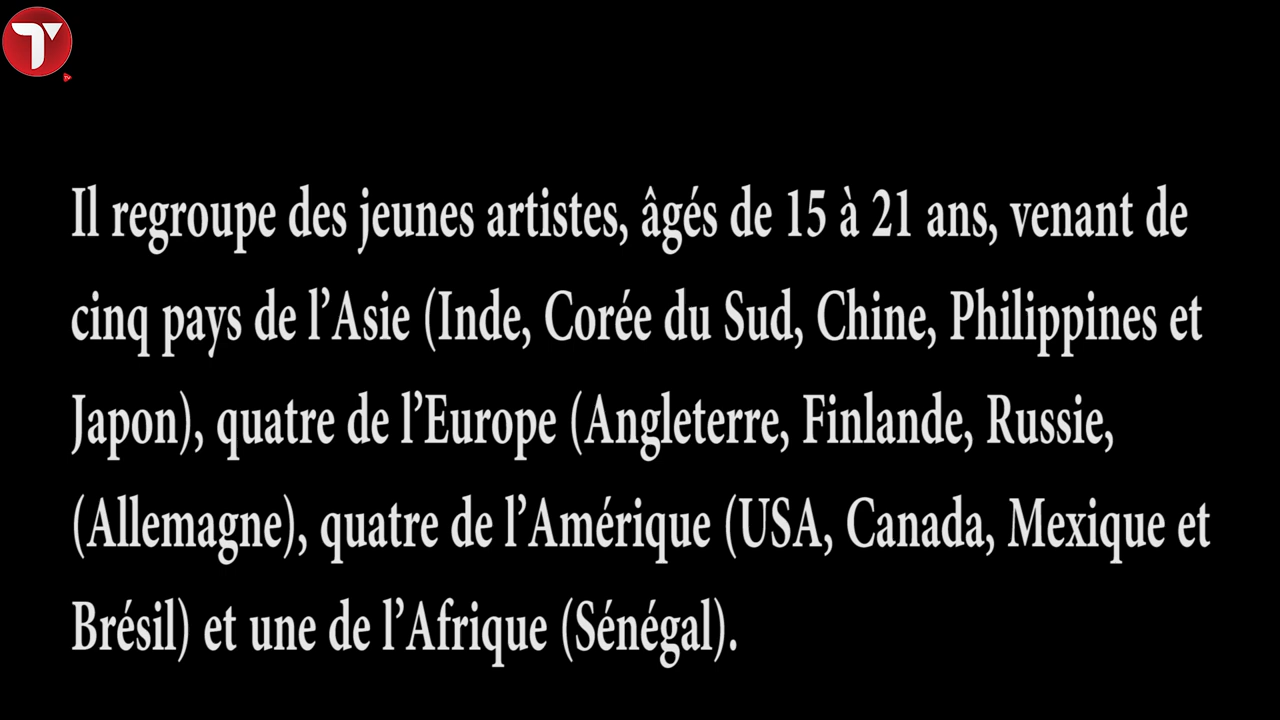 Il regroupe des jeunes artistes, âgés de 15 à 21 ans, venant de
cinq pays de l’Asie (Inde, Corée du Sud, Chine, Philippines et
Japon), quatre de l’Europe (Angleterre, Finlande, Russie,
(Allemagne), quatre de l’Amérique (USA, Canada, Mexique et
Brésil) et une de l’Afrique (Sénégal).